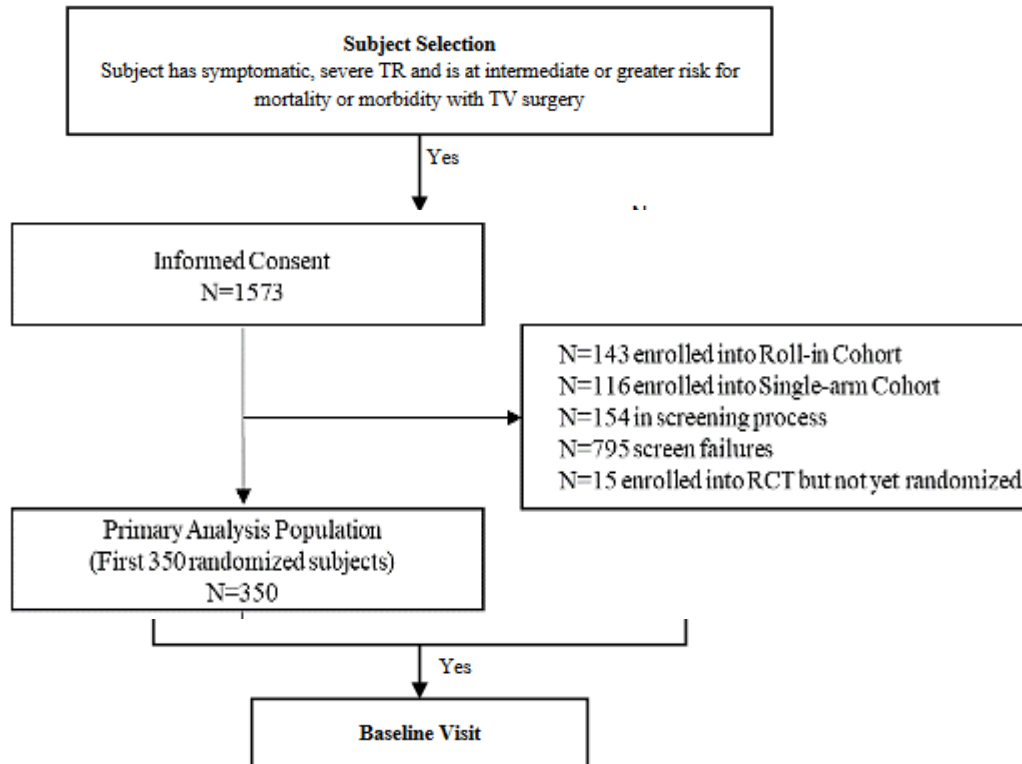 Subject Selection
Subject has symptomatic, severe TR and is at intermediate or greater risk for
mortality or morbidity with TV surgery
Yes
Informed Consent
N=1573
N=143 enrolled into Roll-in Cohort
N=116 enrolled into Single-arm Cohort
N=154 in screening process
N=795 screen failures
N=15 enrolled into RCT but not yet randomized
Primary Analysis Population
(First 350 randomized subjects)
N=350
Yes
Baseline Visit